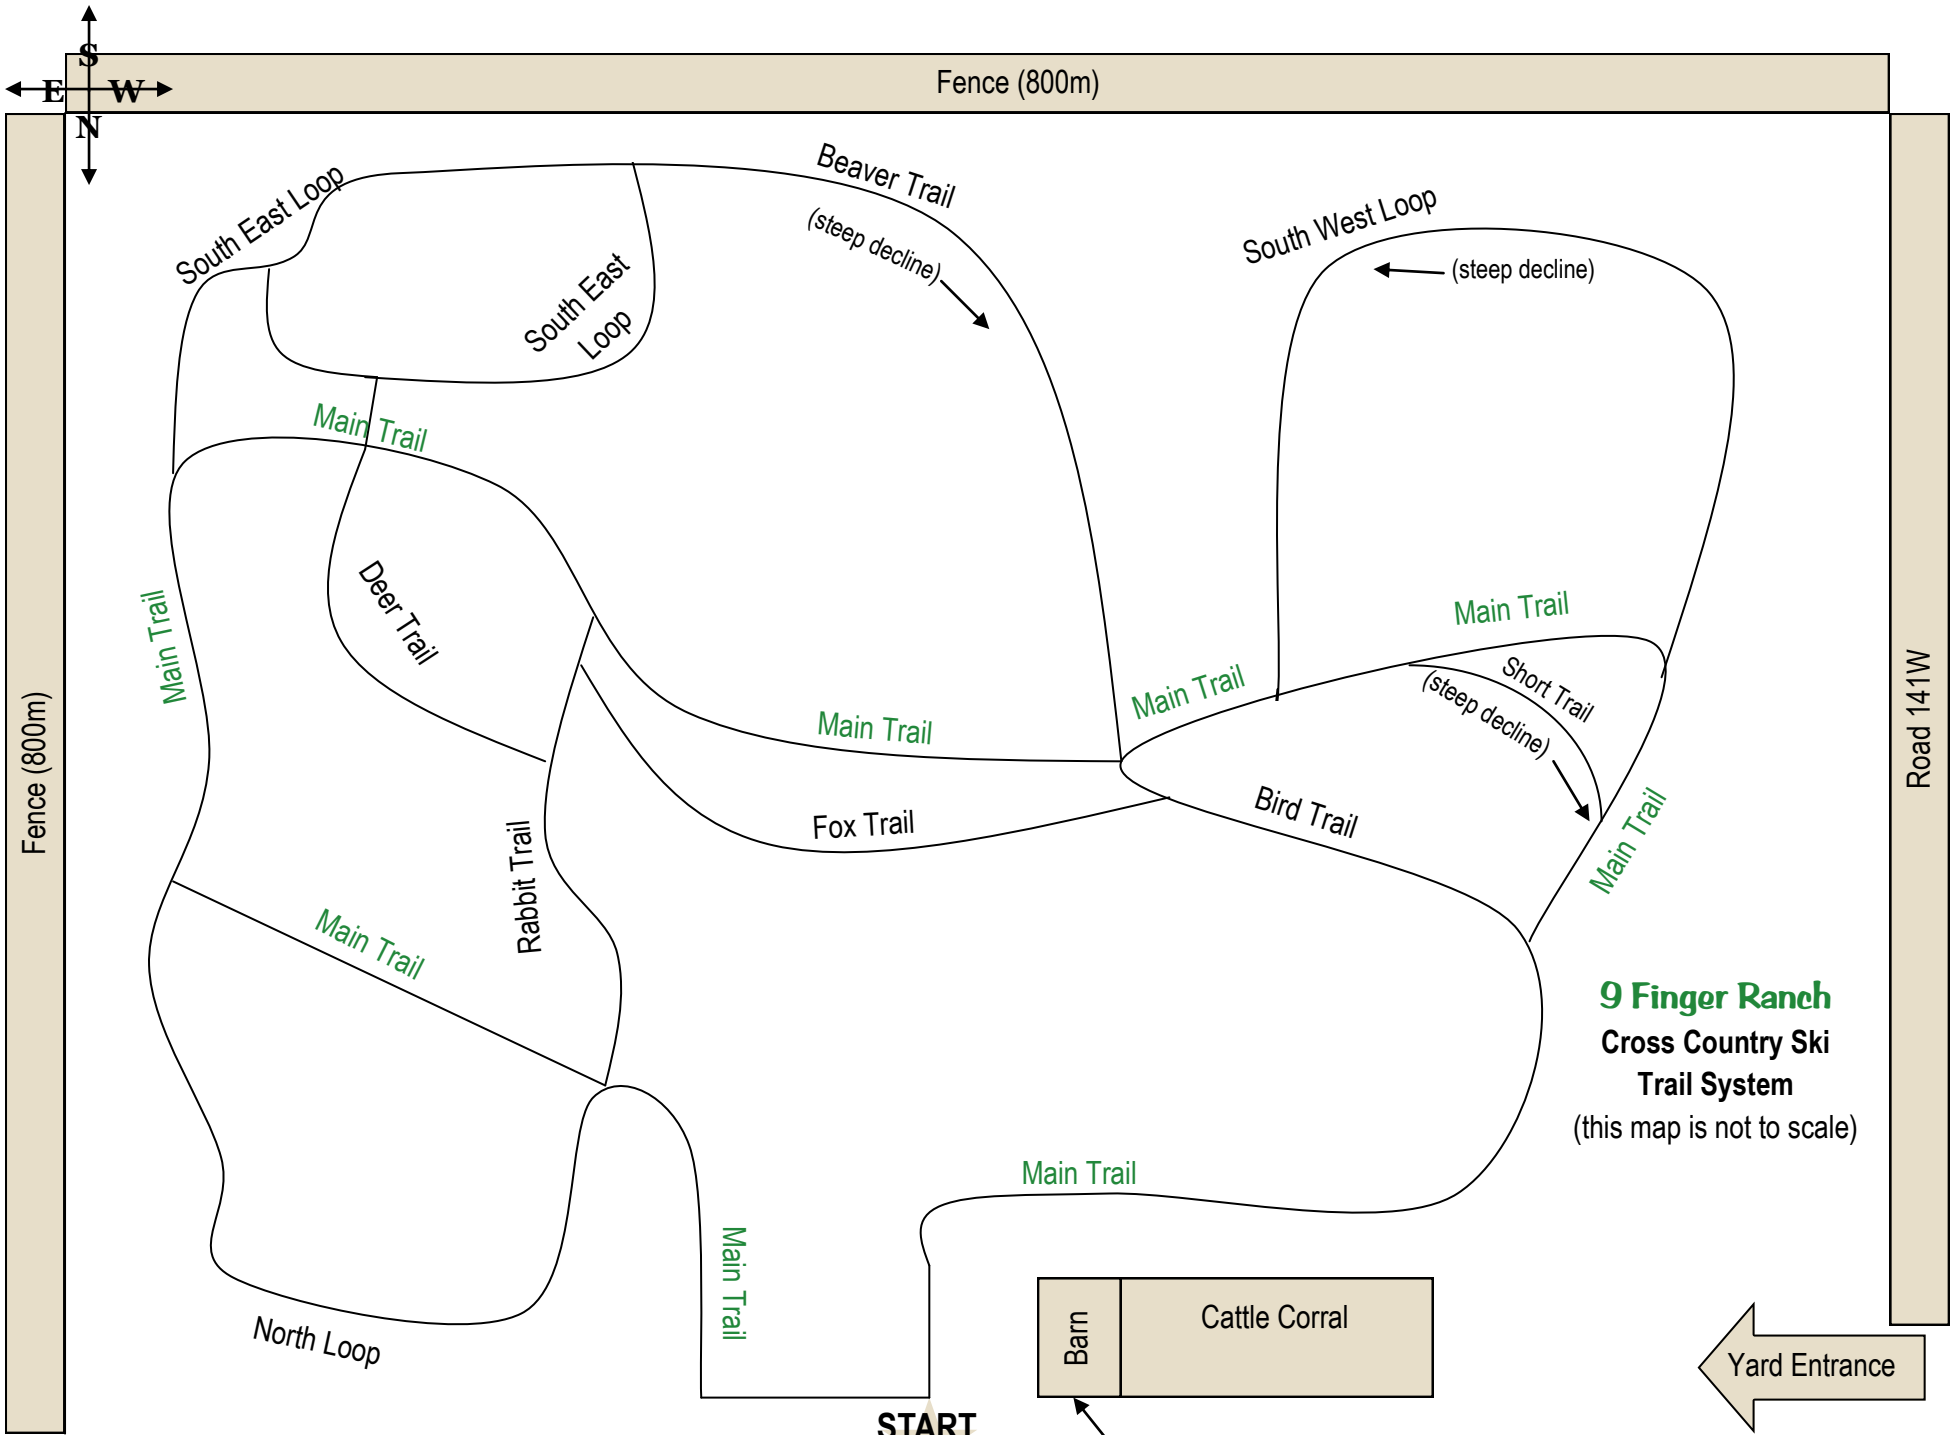 S
E W
N
Fence (800m)
Beaver Trail
(steep decline)
South East Loop
South West Loop
(steep decline)
South East
Loop
Main Trail
Deer Trail
Main Trail
Main Trail
Main Trail
Main Trail
Short Trail
(steep decline)
Fence (800m)
Road 141W
Fox Trail
Bird Trail
Main Trail
Rabbit Trail
Main Trail
9 Finger Ranch
Cross Country Ski
Trail System
(this map is not to scale)
Main Trail
Main Trail
North Loop
Barn
Cattle Corral
Yard Entrance
START